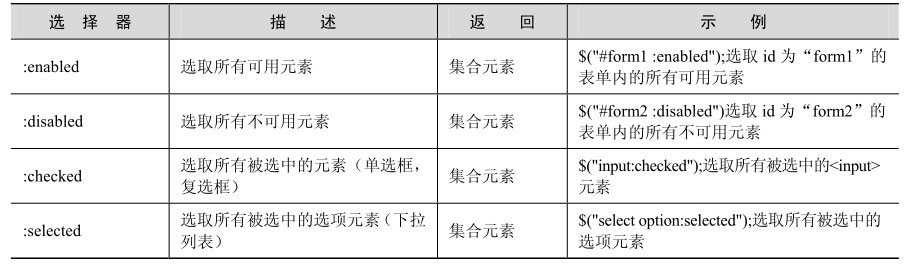 选 择 器 描 述 返 回 示 例
:enabled 选取所有可用元素 集合元素 $("#form1 :enabled");选取 id 为“form1”的
表单内的所有可用元素
:disabled 选取所有不可用元素 集合元素 $("#form2 :disabled")选取 id 为“form2”的
表单内的所有不可用元素
:checked 选取所有被选中的元素（单选框，
复选框） 集合元素 $("input:checked");选取所有被选中的<input>
元素
:selected 选取所有被选中的选项元素（下拉
列表） 集合元素 $("select option:selected");选取所有被选中的
选项元素